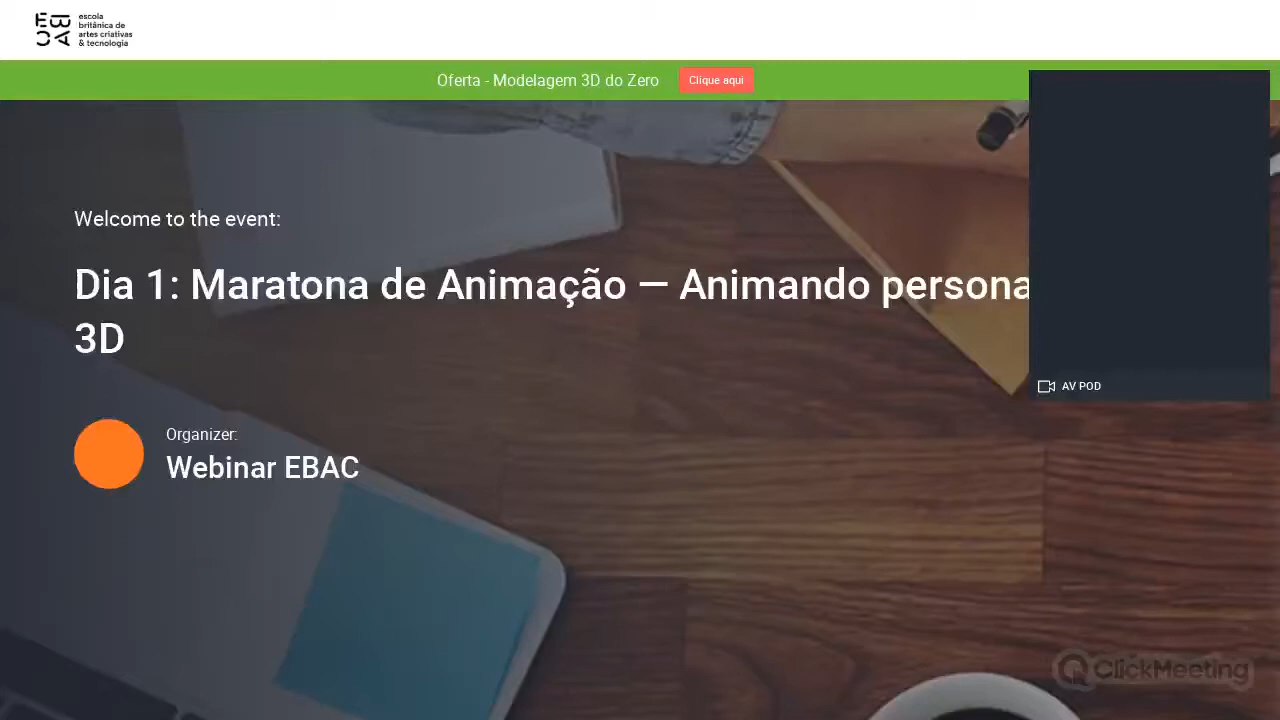 escola
britânica de
artes criativas
& tecnologia
EBAC
Oferta - Modelagem 3D do Zero
Clique aqui
Welcome to the event:
Dia 1: Maratona de Animação — Animando persona
3D
AV POD
Organizer:
Webinar EBAC
ClickMeeting